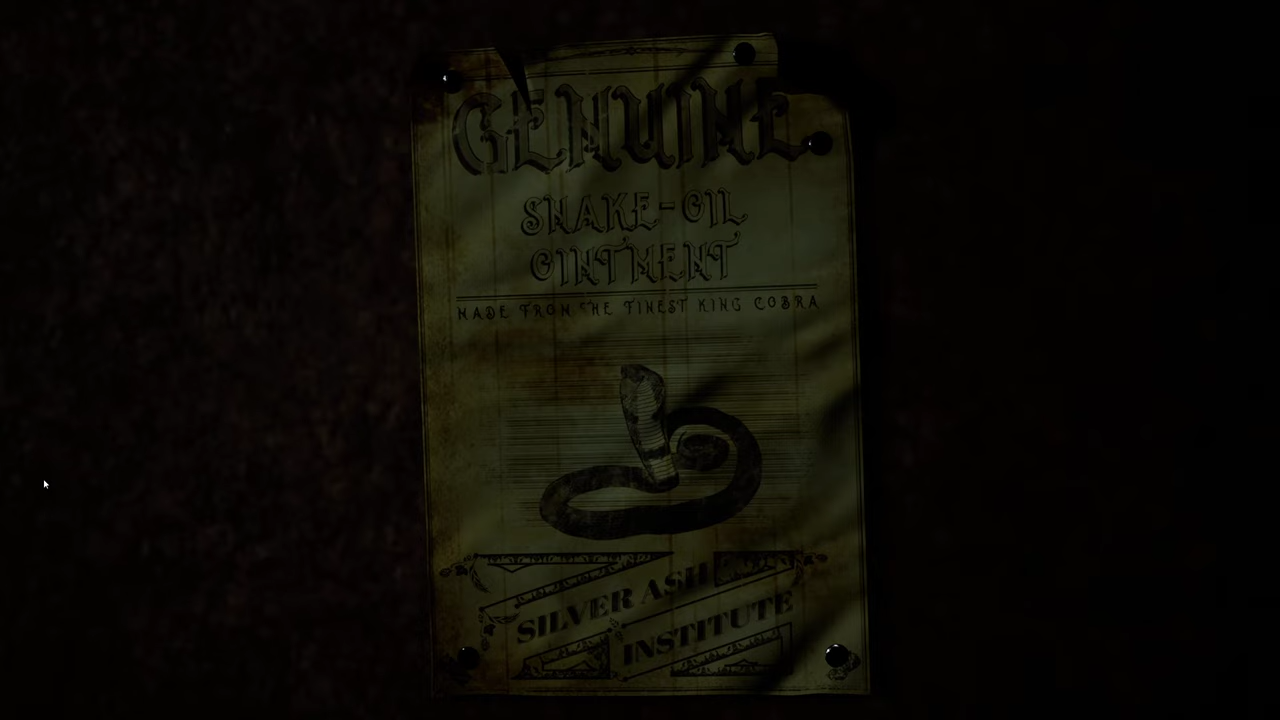 GENUINE
SNAKE-OIL
OINTMENT
MADE FROM THE FINEST KING COBRA
SILVER ASH
INSTITUTE